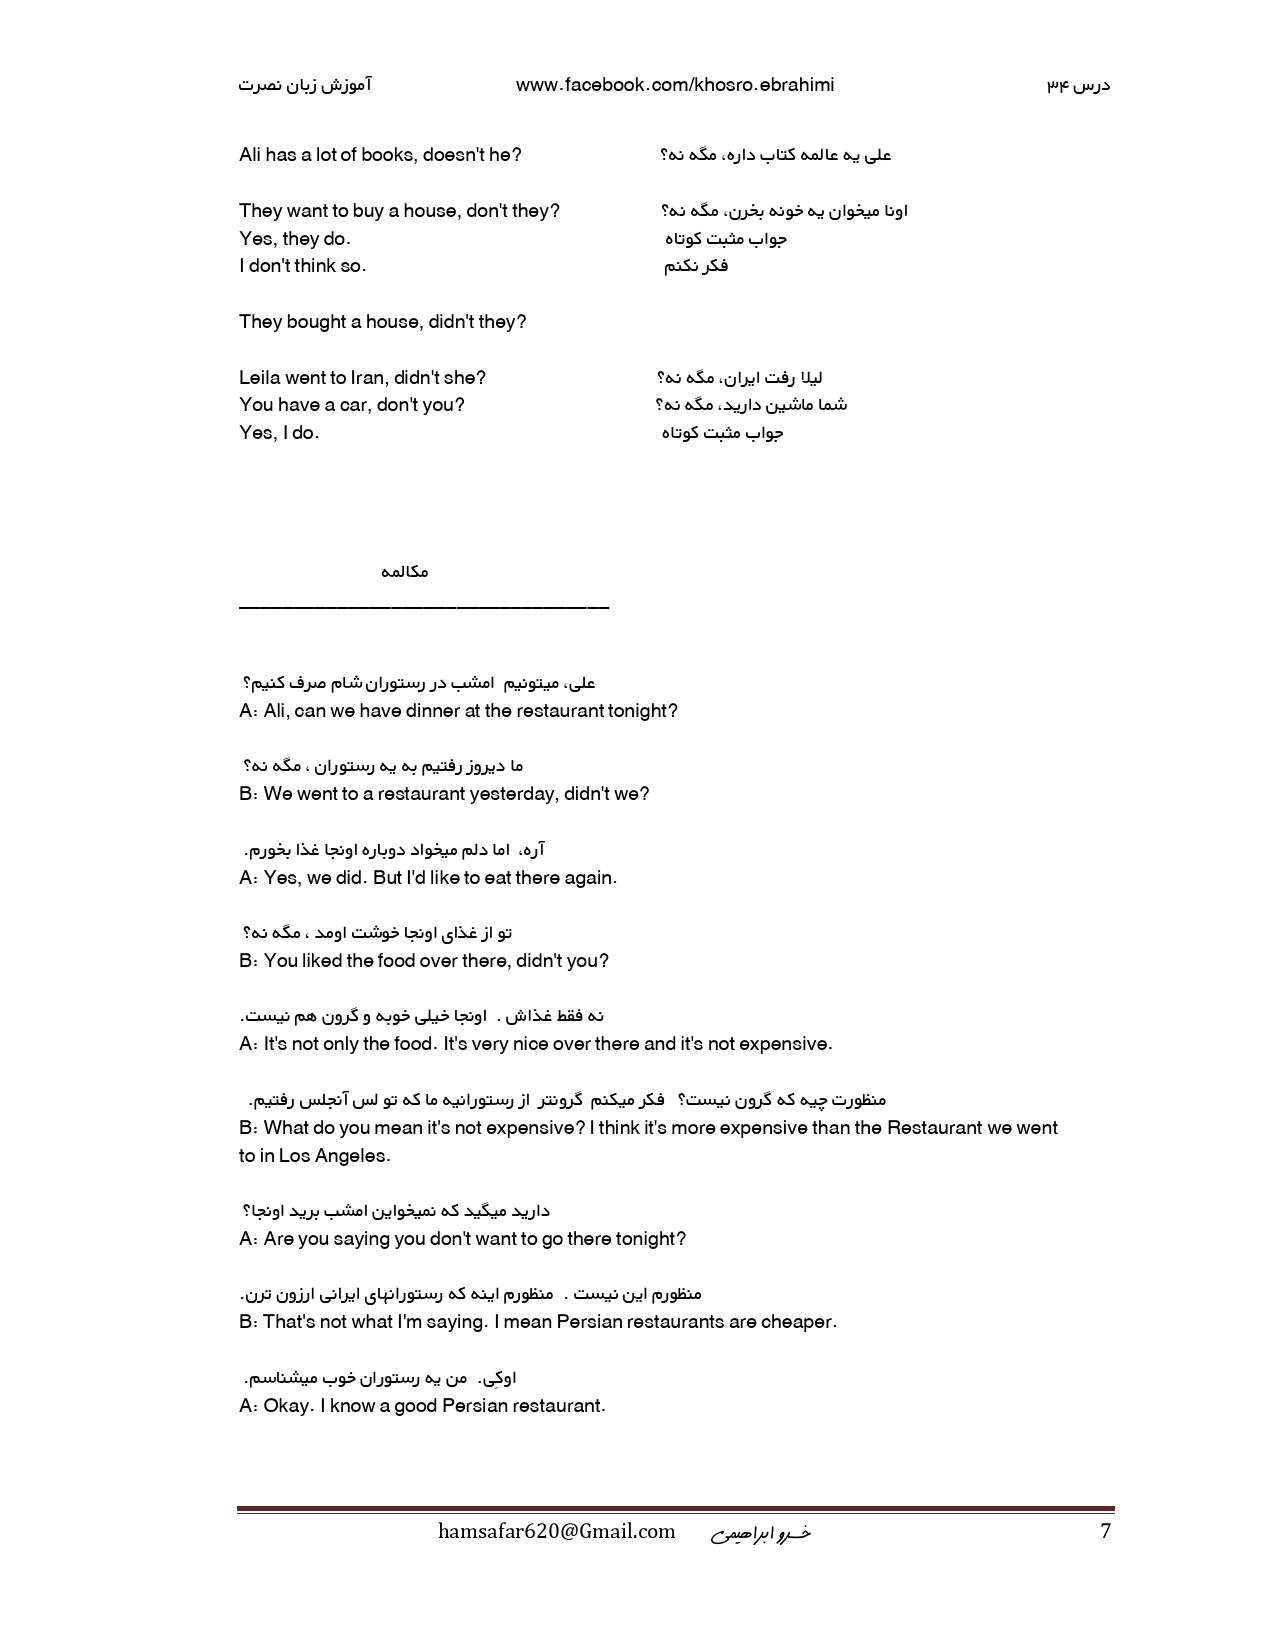 درس ۳۴ www.facebook.com/khosro.ebrahimi آموزش زبان نصرت
Ali has a lot of books, doesn't he? علی یه عالمه کتاب داره، مگه نه؟
They want to buy a house, don't they? اونا میخوان یه خونه بخرن، مگه نه؟
Yes, they do. جواب مثبت کوتاه
I don't think so. فکر نکنم
They bought a house, didn't they?
Leila went to Iran, didn't she? لیلا رفت ایران، مگه نه؟
You have a car, don't you? شما ماشین دارید، مگه نه؟
Yes, I do. جواب مثبت کوتاه
مکالمه
علی، میتونیم امشب در رستوران شام صرف کنیم؟
A: Ali, can we have dinner at the restaurant tonight?
ما دیروز رفتیم به یه رستوران ، مگه نه؟
B: We went to a restaurant yesterday, didn't we?
آره، اما دلم میخواد دوباره اونجا غذا بخورم.
A: Yes, we did. But I'd like to eat there again.
تو از غذای اونجا خوشت اومد ، مگه نه؟
B: You liked the food over there, didn't you?
نه فقط غذاش . اونجا خیلی خوبه و گرون هم نیست.
A: It's not only the food. It's very nice over there and it's not expensive.
منظورت چیه که گرون نیست؟ فکر میکنم گرونتر از رستورانیه ما که تو لس آنجلس رفتیم.
B: What do you mean it's not expensive? I think it's more expensive than the Restaurant we went
to in Los Angeles.
دارید میگید که نمیخواین امشب برید اونجا؟
A: Are you saying you don't want to go there tonight?
منظورم این نیست . منظورم اینه که رستورانهای ایرانی ارزون ترن.
B: That's not what I'm saying. I mean Persian restaurants are cheaper.
اوکِی. من یه رستوران خوب میشناسم.
A: Okay. I know a good Persian restaurant.
hamsafar620@Gmail.com خسرو ابراهیمی 7